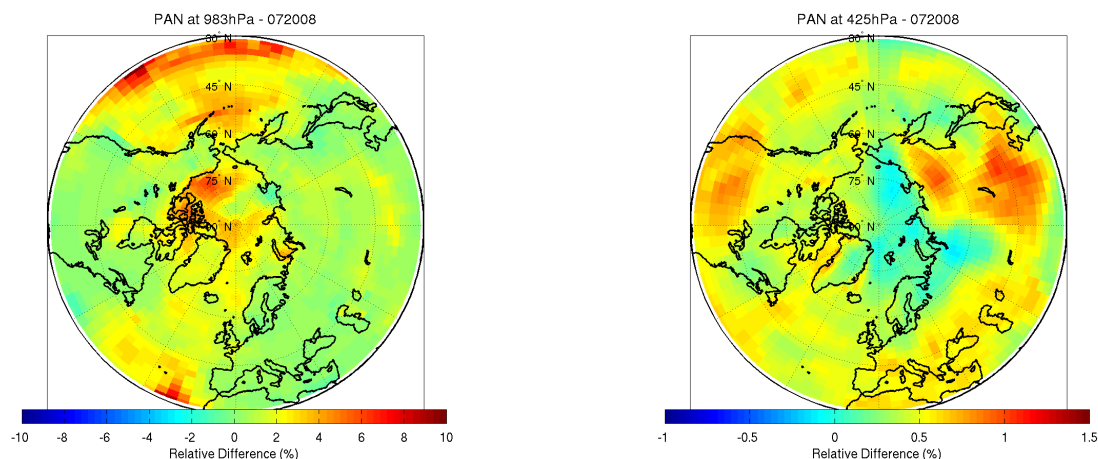 PAN at 983hPa - 072008
30° N
45° N
60° N
75° N
90° N
-10 -8 -6 -4 -2 0 2 4 6 8 10
Relative Difference (%)
PAN at 425hPa - 072008
30° N
45° N
60° N
75° N
90° N
-1 -0.5 0 0.5 1 1.5
Relative Difference (%)